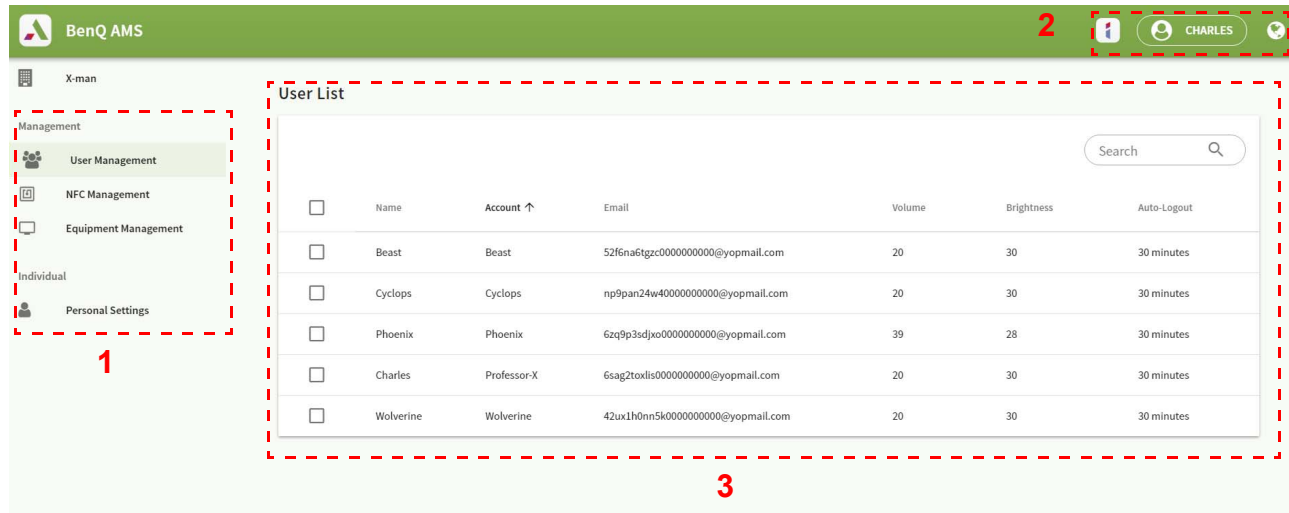 BenQ AMS
2
CHARLES
X-man
Management
User Management
NFC Management
Equipment Management
Individual
Personal Settings
1
User List
Search
Name Account ↑ Email Volume Brightness Auto-Logout
Beast Beast 52f6na6tgzc0000000000@yopmail.com 20 30 30 minutes
Cyclops Cyclops np9pan24w40000000000@yopmail.com 20 30 30 minutes
Phoenix Phoenix 6zq9p3sdjxo0000000000@yopmail.com 39 28 30 minutes
Charles Professor-X 6sag2toxlis0000000000@yopmail.com 20 30 30 minutes
Wolverine Wolverine 42ux1h0nn5k0000000000@yopmail.com 20 30 30 minutes
3